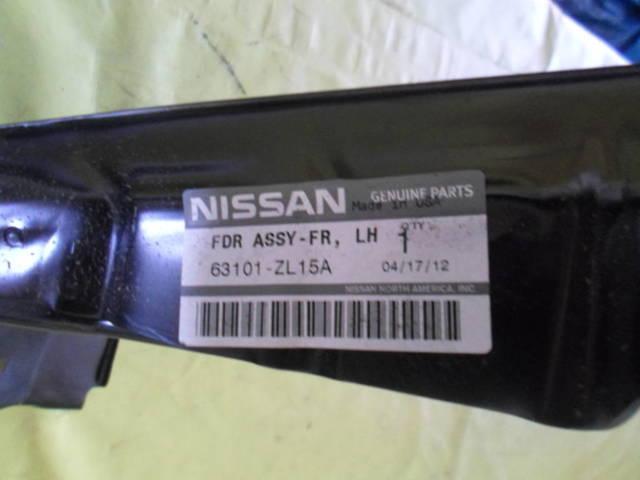 NISSAN GENUINE PARTS
Made in USA
FDR ASSY-FR, LH QTY 1
63101-ZL15A 04/17/12
NISSAN NORTH AMERICA, INC.